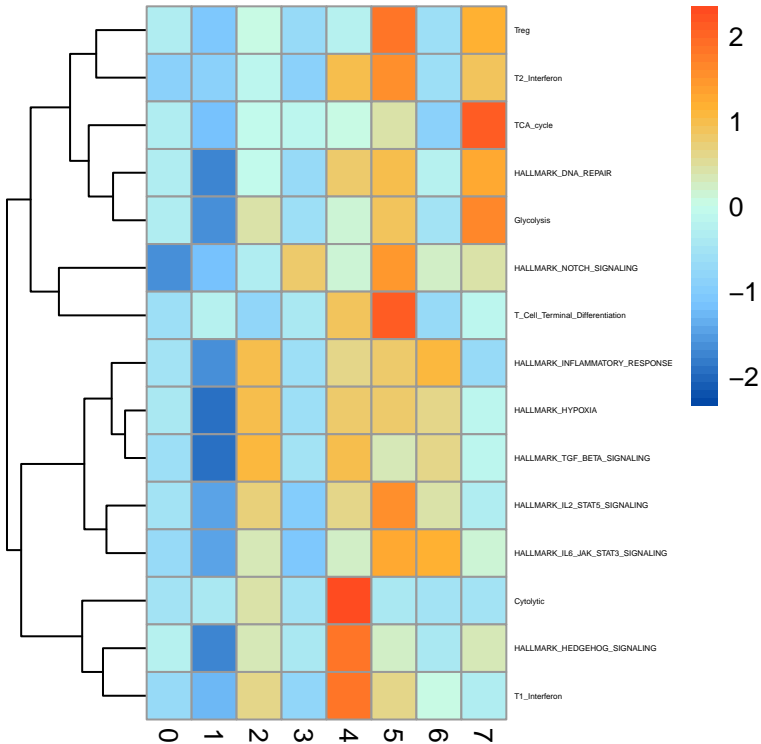 Treg
T2_Interferon
TCA_cycle
HALLMARK_DNA_REPAIR
Glycolysis
HALLMARK_NOTCH_SIGNALING
T_Cell_Terminal_Differentiation
HALLMARK_INFLAMMATORY_RESPONSE
HALLMARK_HYPOXIA
HALLMARK_TGF_BETA_SIGNALING
HALLMARK_IL2_STAT5_SIGNALING
HALLMARK_IL6_JAK_STAT3_SIGNALING
Cytolytic
HALLMARK_HEDGEHOG_SIGNALING
T1_Interferon
0 1 2 3 4 5 6 7
2
1
0
−1
−2